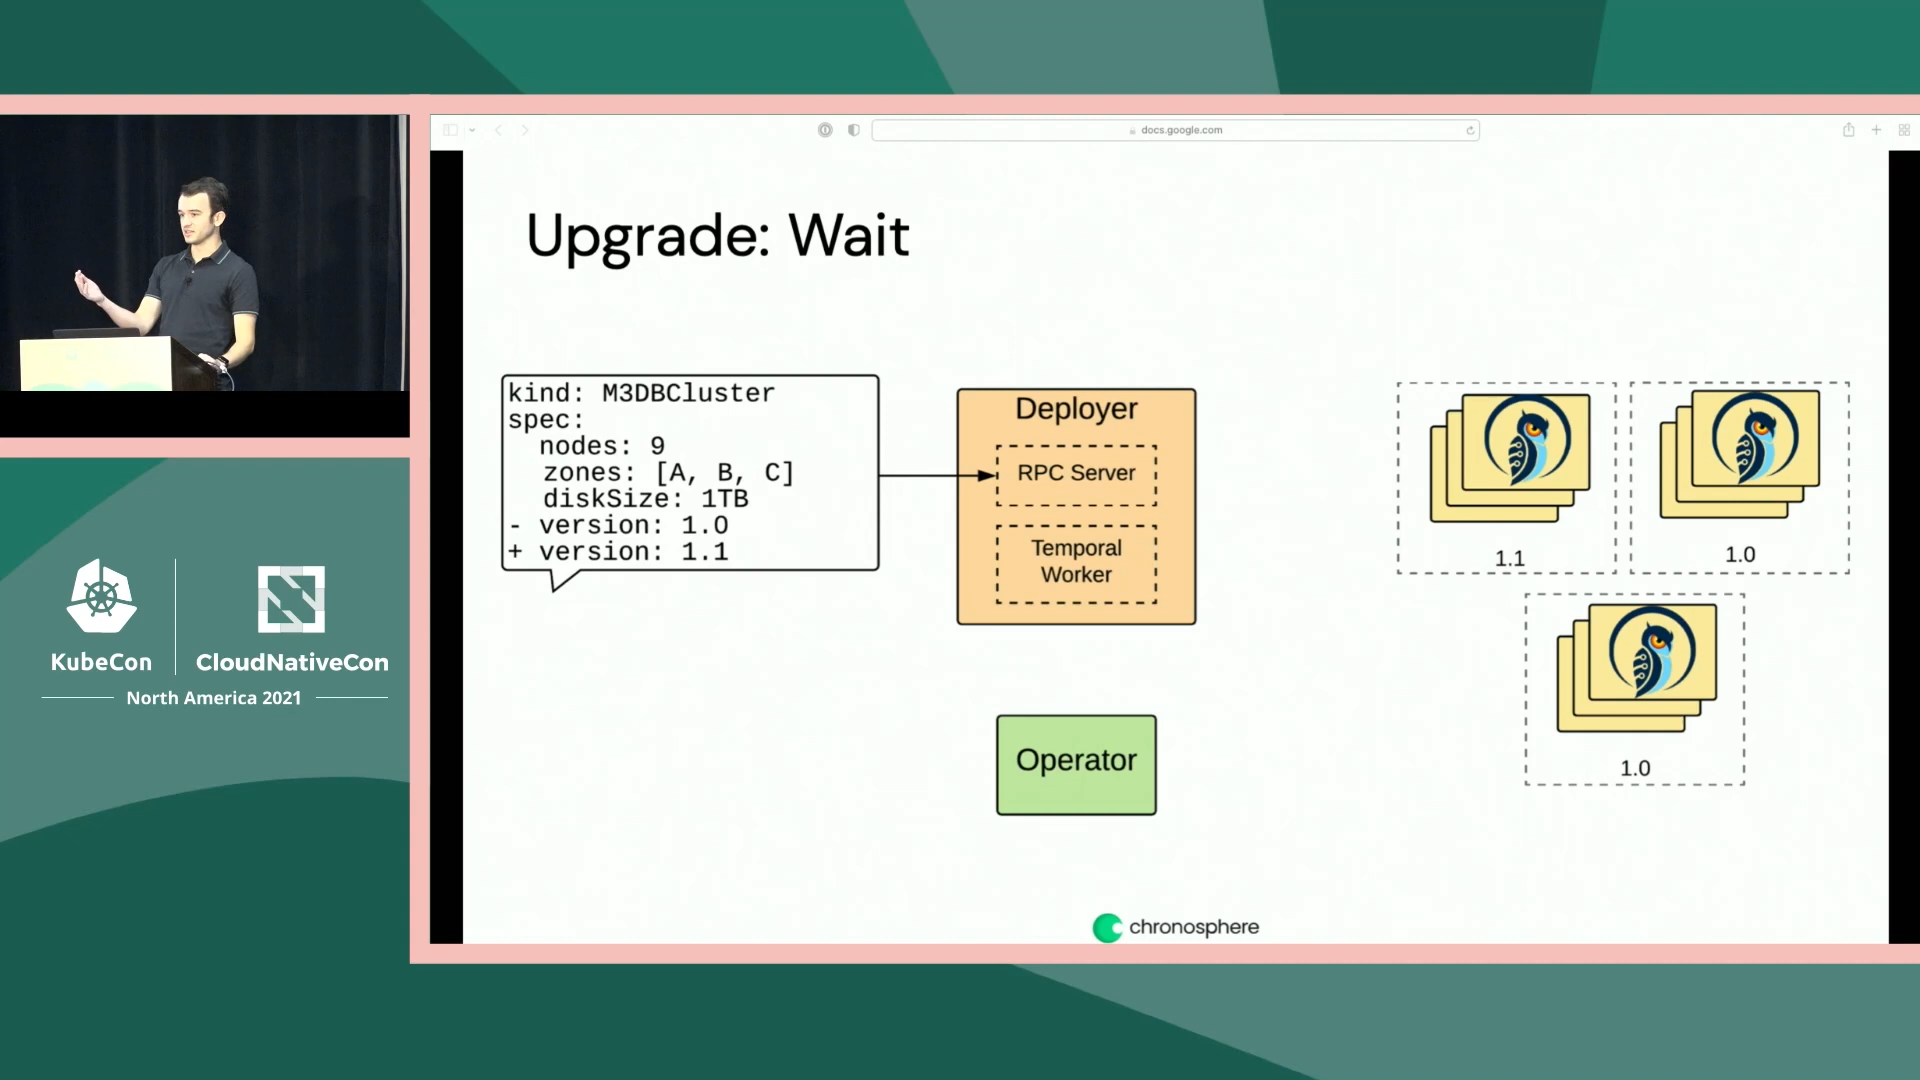 docs.google.com
Upgrade: Wait
kind: M3DBCluster
spec:
nodes: 9
zones: [A, B, C]
diskSize: 1TB
- version: 1.0
+ version: 1.1
Deployer
RPC Server
Temporal
Worker
Operator
1.1
1.0
1.0
chronosphere
KubeCon
CloudNativeCon
North America 2021